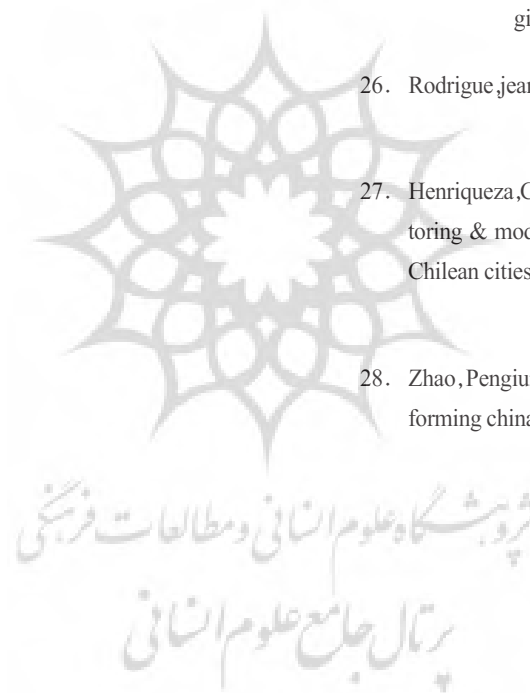 gi
26. Rodrigue,jean
27. Henriqueza,C
toring & mod
Chilean cities
28. Zhao,Pengiu
forming china
پژوهشگاه علوم انسانی و مطالعات فرهنگی
پرتال جامع علوم انسانی